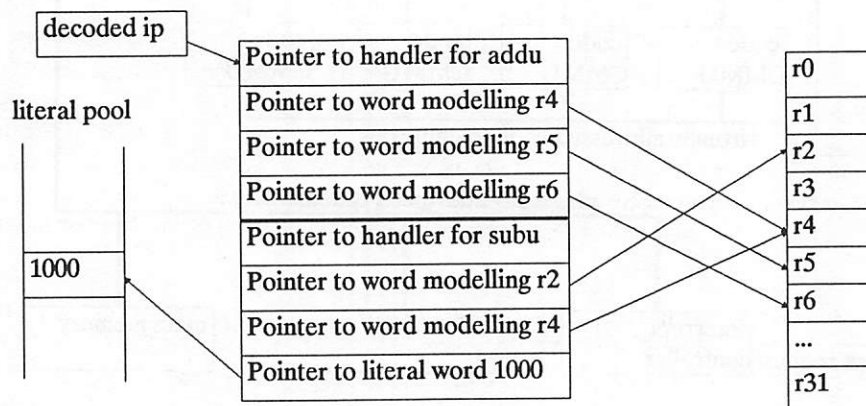 decoded ip
Pointer to handler for addu
Pointer to word modelling r4
Pointer to word modelling r5
Pointer to word modelling r6
Pointer to handler for subu
Pointer to word modelling r2
Pointer to word modelling r4
Pointer to literal word 1000
literal pool
1000
r0
r1
r2
r3
r4
r5
r6
...
r31